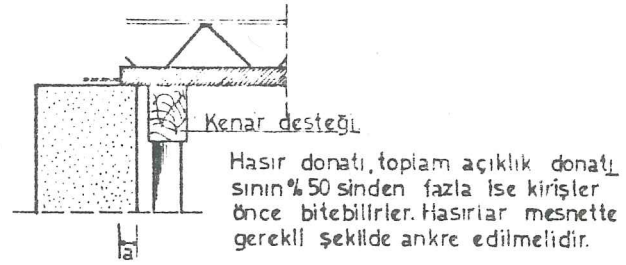 Kenar desteği
Hasır donatı, toplam açıklık donatı
sının % 50 sinden fazla ise kirişler
önce bitebilirler. Hasırlar mesnette
gerekli şekilde ankre edilmelidir.
a